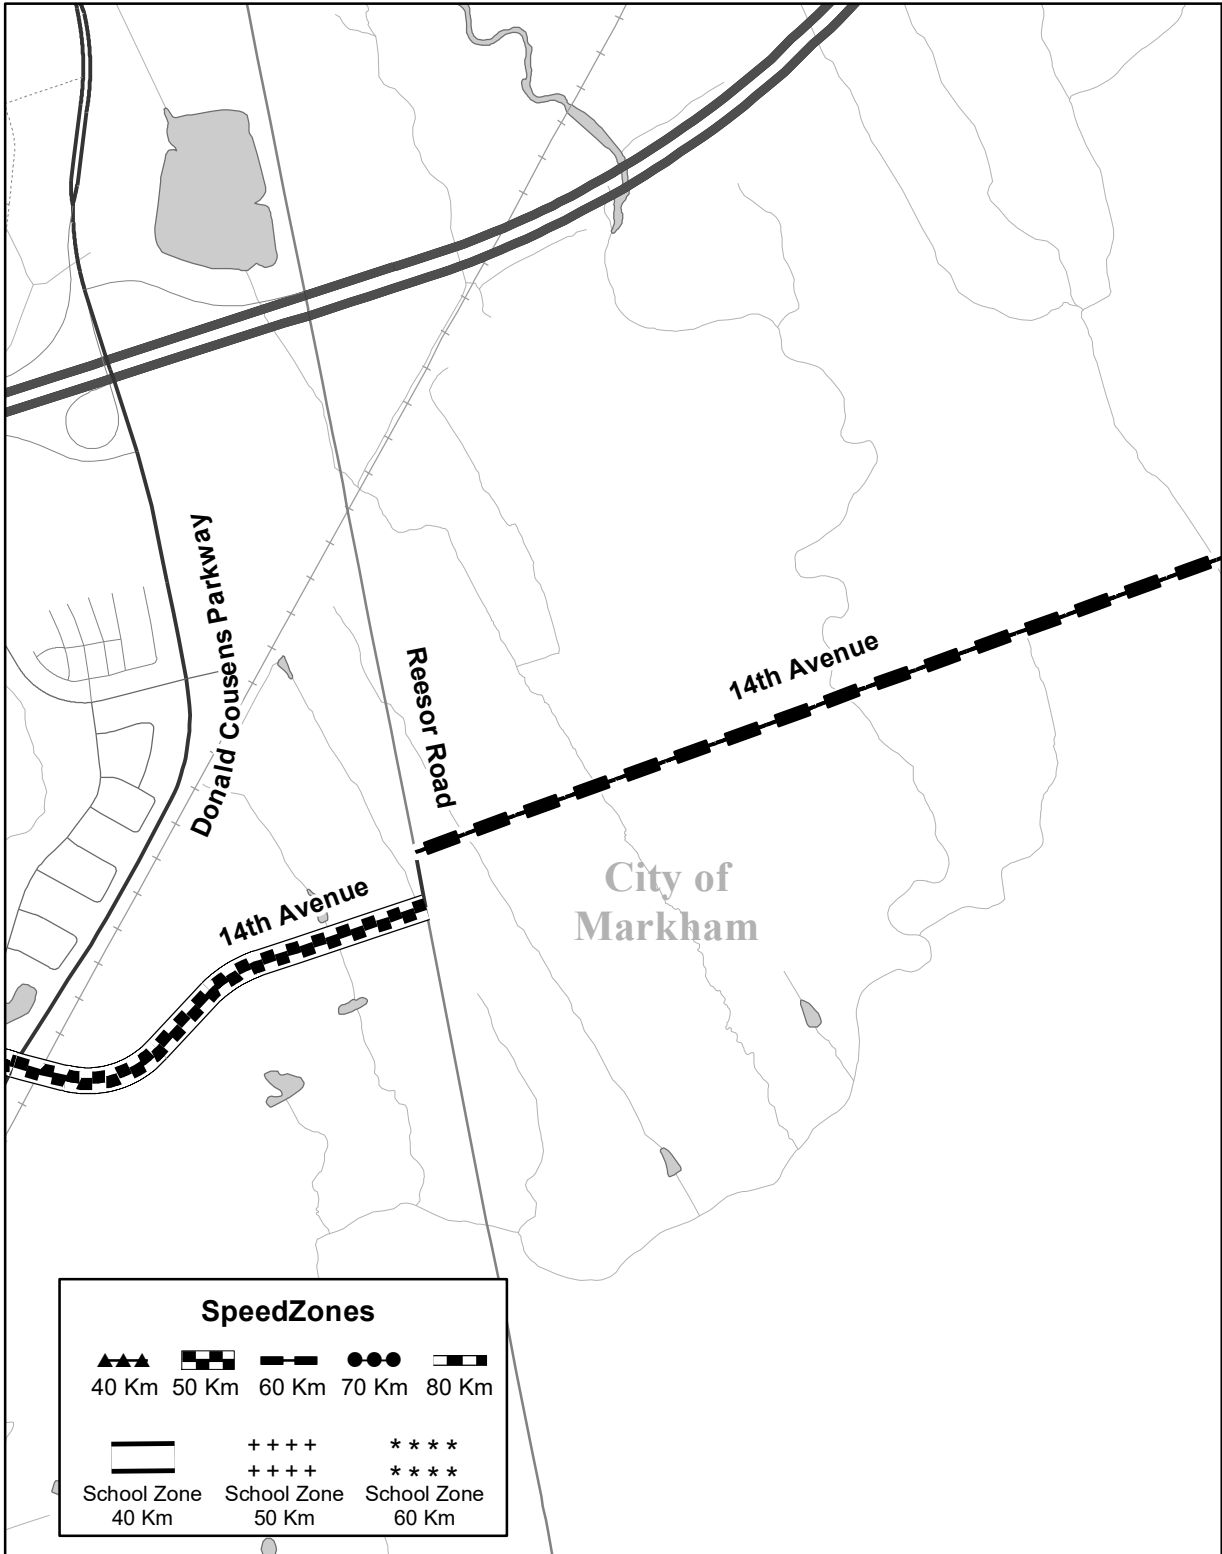 Donald Cousens Parkway
Reesor Road
14th Avenue
14th Avenue
City of
Markham
SpeedZones
40 Km 50 Km 60 Km 70 Km 80 Km
++++ ****
++++ ****
School Zone School Zone School Zone
40 Km 50 Km 60 Km